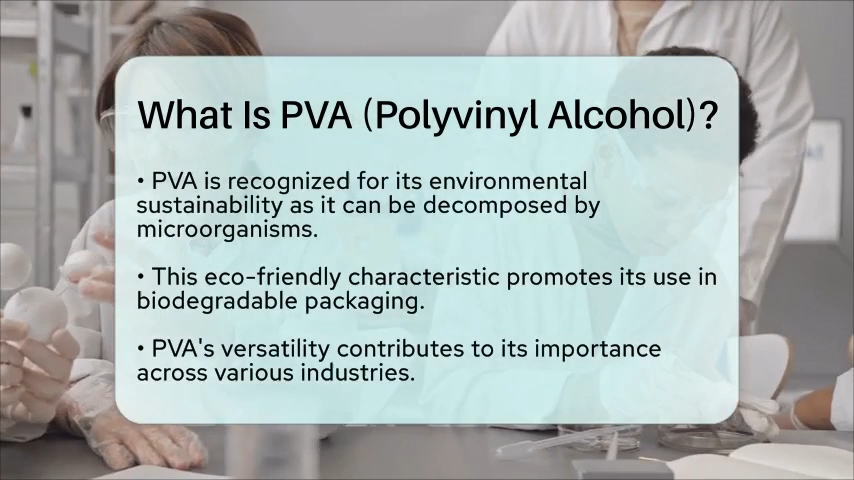 What Is PVA (Polyvinyl Alcohol)?
• PVA is recognized for its environmental
sustainability as it can be decomposed by
microorganisms.
• This eco-friendly characteristic promotes its use in
biodegradable packaging.
• PVA's versatility contributes to its importance
across various industries.